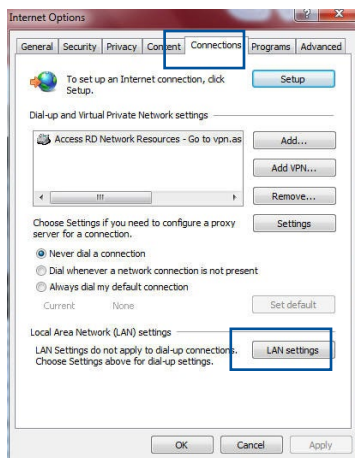 Internet Options
General Security Privacy Content Connections Programs Advanced
To set up an Internet connection, click
Setup.
Setup
Dial-up and Virtual Private Network settings
Access RD Network Resources - Go to vpn.as
Add...
Add VPN...
Remove...
Choose Settings if you need to configure a proxy
server for a connection.
Settings
Never dial a connection
Dial whenever a network connection is not present
Always dial my default connection
Current None
Set default
Local Area Network (LAN) settings
LAN Settings do not apply to dial-up connections.
Choose Settings above for dial-up settings.
LAN settings
OK Cancel Apply